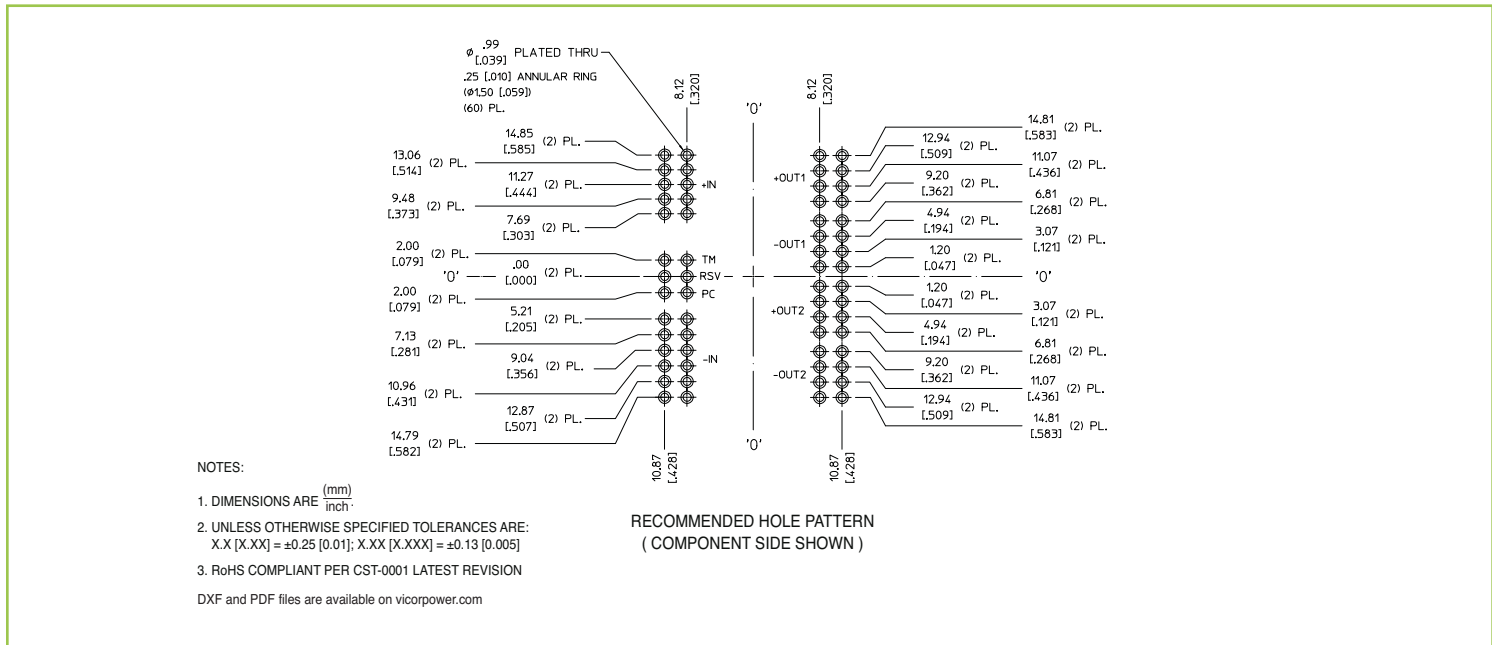 Ø .99 PLATED THRU
[.039]
.25 [.010] ANNULAR RING
(Ø1.50 [.059])
(60) PL.
8.12
[.320]
'0'
8.12
[.320]
14.85
[.585] (2) PL.
13.06
[.514] (2) PL.
11.27
[.444] (2) PL.
9.48
[.373] (2) PL.
7.69
[.303] (2) PL.
2.00
[.079] (2) PL.
'0'
.00
[.000] (2) PL.
2.00
[.079] (2) PL.
5.21
[.205] (2) PL.
7.13
[.281] (2) PL.
9.04
[.356] (2) PL.
10.96
[.431] (2) PL.
12.87
[.507] (2) PL.
14.79
[.582] (2) PL.
+IN
TM
RSV
PC
-IN
10.87
[.428]
'0'
+OUT1
-OUT1
+OUT2
-OUT2
10.87
[.428]
14.81
[.583] (2) PL.
12.94
[.509] (2) PL.
11.07
[.436] (2) PL.
9.20
[.362] (2) PL.
6.81
[.268] (2) PL.
4.94
[.194] (2) PL.
3.07
[.121] (2) PL.
1.20
[.047] (2) PL.
'0'
1.20
[.047] (2) PL.
3.07
[.121] (2) PL.
4.94
[.194] (2) PL.
6.81
[.268] (2) PL.
9.20
[.362] (2) PL.
11.07
[.436] (2) PL.
12.94
[.509] (2) PL.
14.81
[.583] (2) PL.
NOTES:
1. DIMENSIONS ARE (mm)
inch.
2. UNLESS OTHERWISE SPECIFIED TOLERANCES ARE:
X.X [X.XX] = ±0.25 [0.01]; X.XX [X.XXX] = ±0.13 [0.005]
3. RoHS COMPLIANT PER CST-0001 LATEST REVISION
DXF and PDF files are available on vicorpower.com
RECOMMENDED HOLE PATTERN
( COMPONENT SIDE SHOWN )